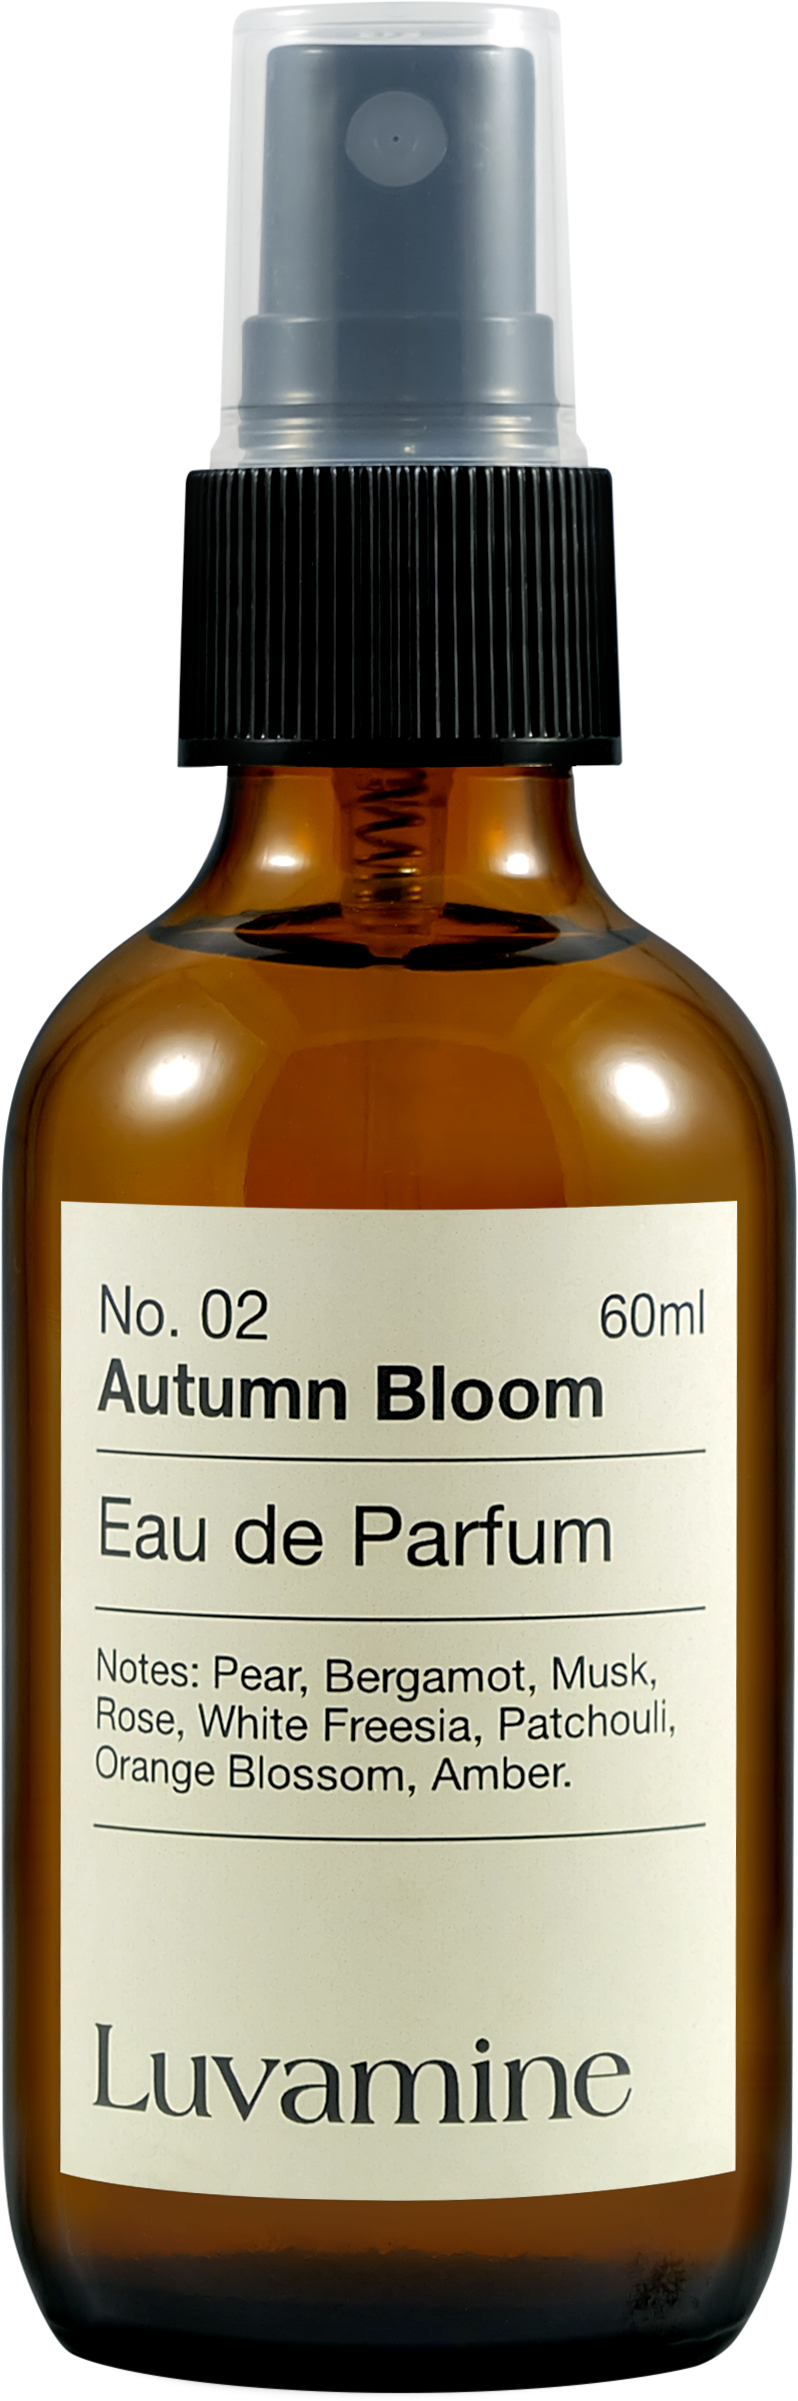 No. 02 60ml
Autumn Bloom
Eau de Parfum
Notes: Pear, Bergamot, Musk,
Rose, White Freesia, Patchouli,
Orange Blossom, Amber.
Luvamine